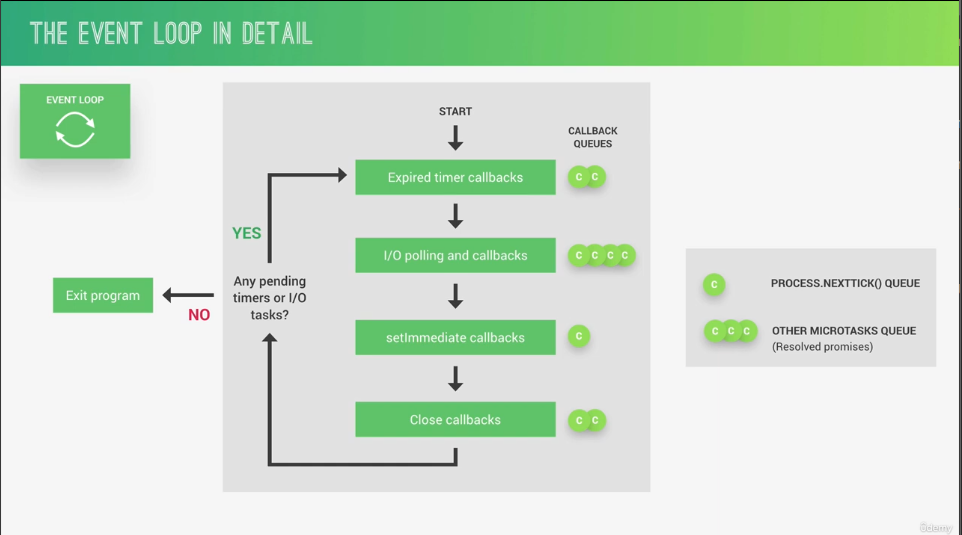 THE EVENT LOOP IN DETAIL
EVENT LOOP
START
CALLBACK
QUEUES
Expired timer callbacks
C C
YES
I/O polling and callbacks
C C C C
Any pending
timers or I/O
tasks?
Exit program
NO
setImmediate callbacks
C
Close callbacks
C C
C
PROCESS.NEXTTICK() QUEUE
C C C
OTHER MICROTASKS QUEUE
(Resolved promises)
Udemy